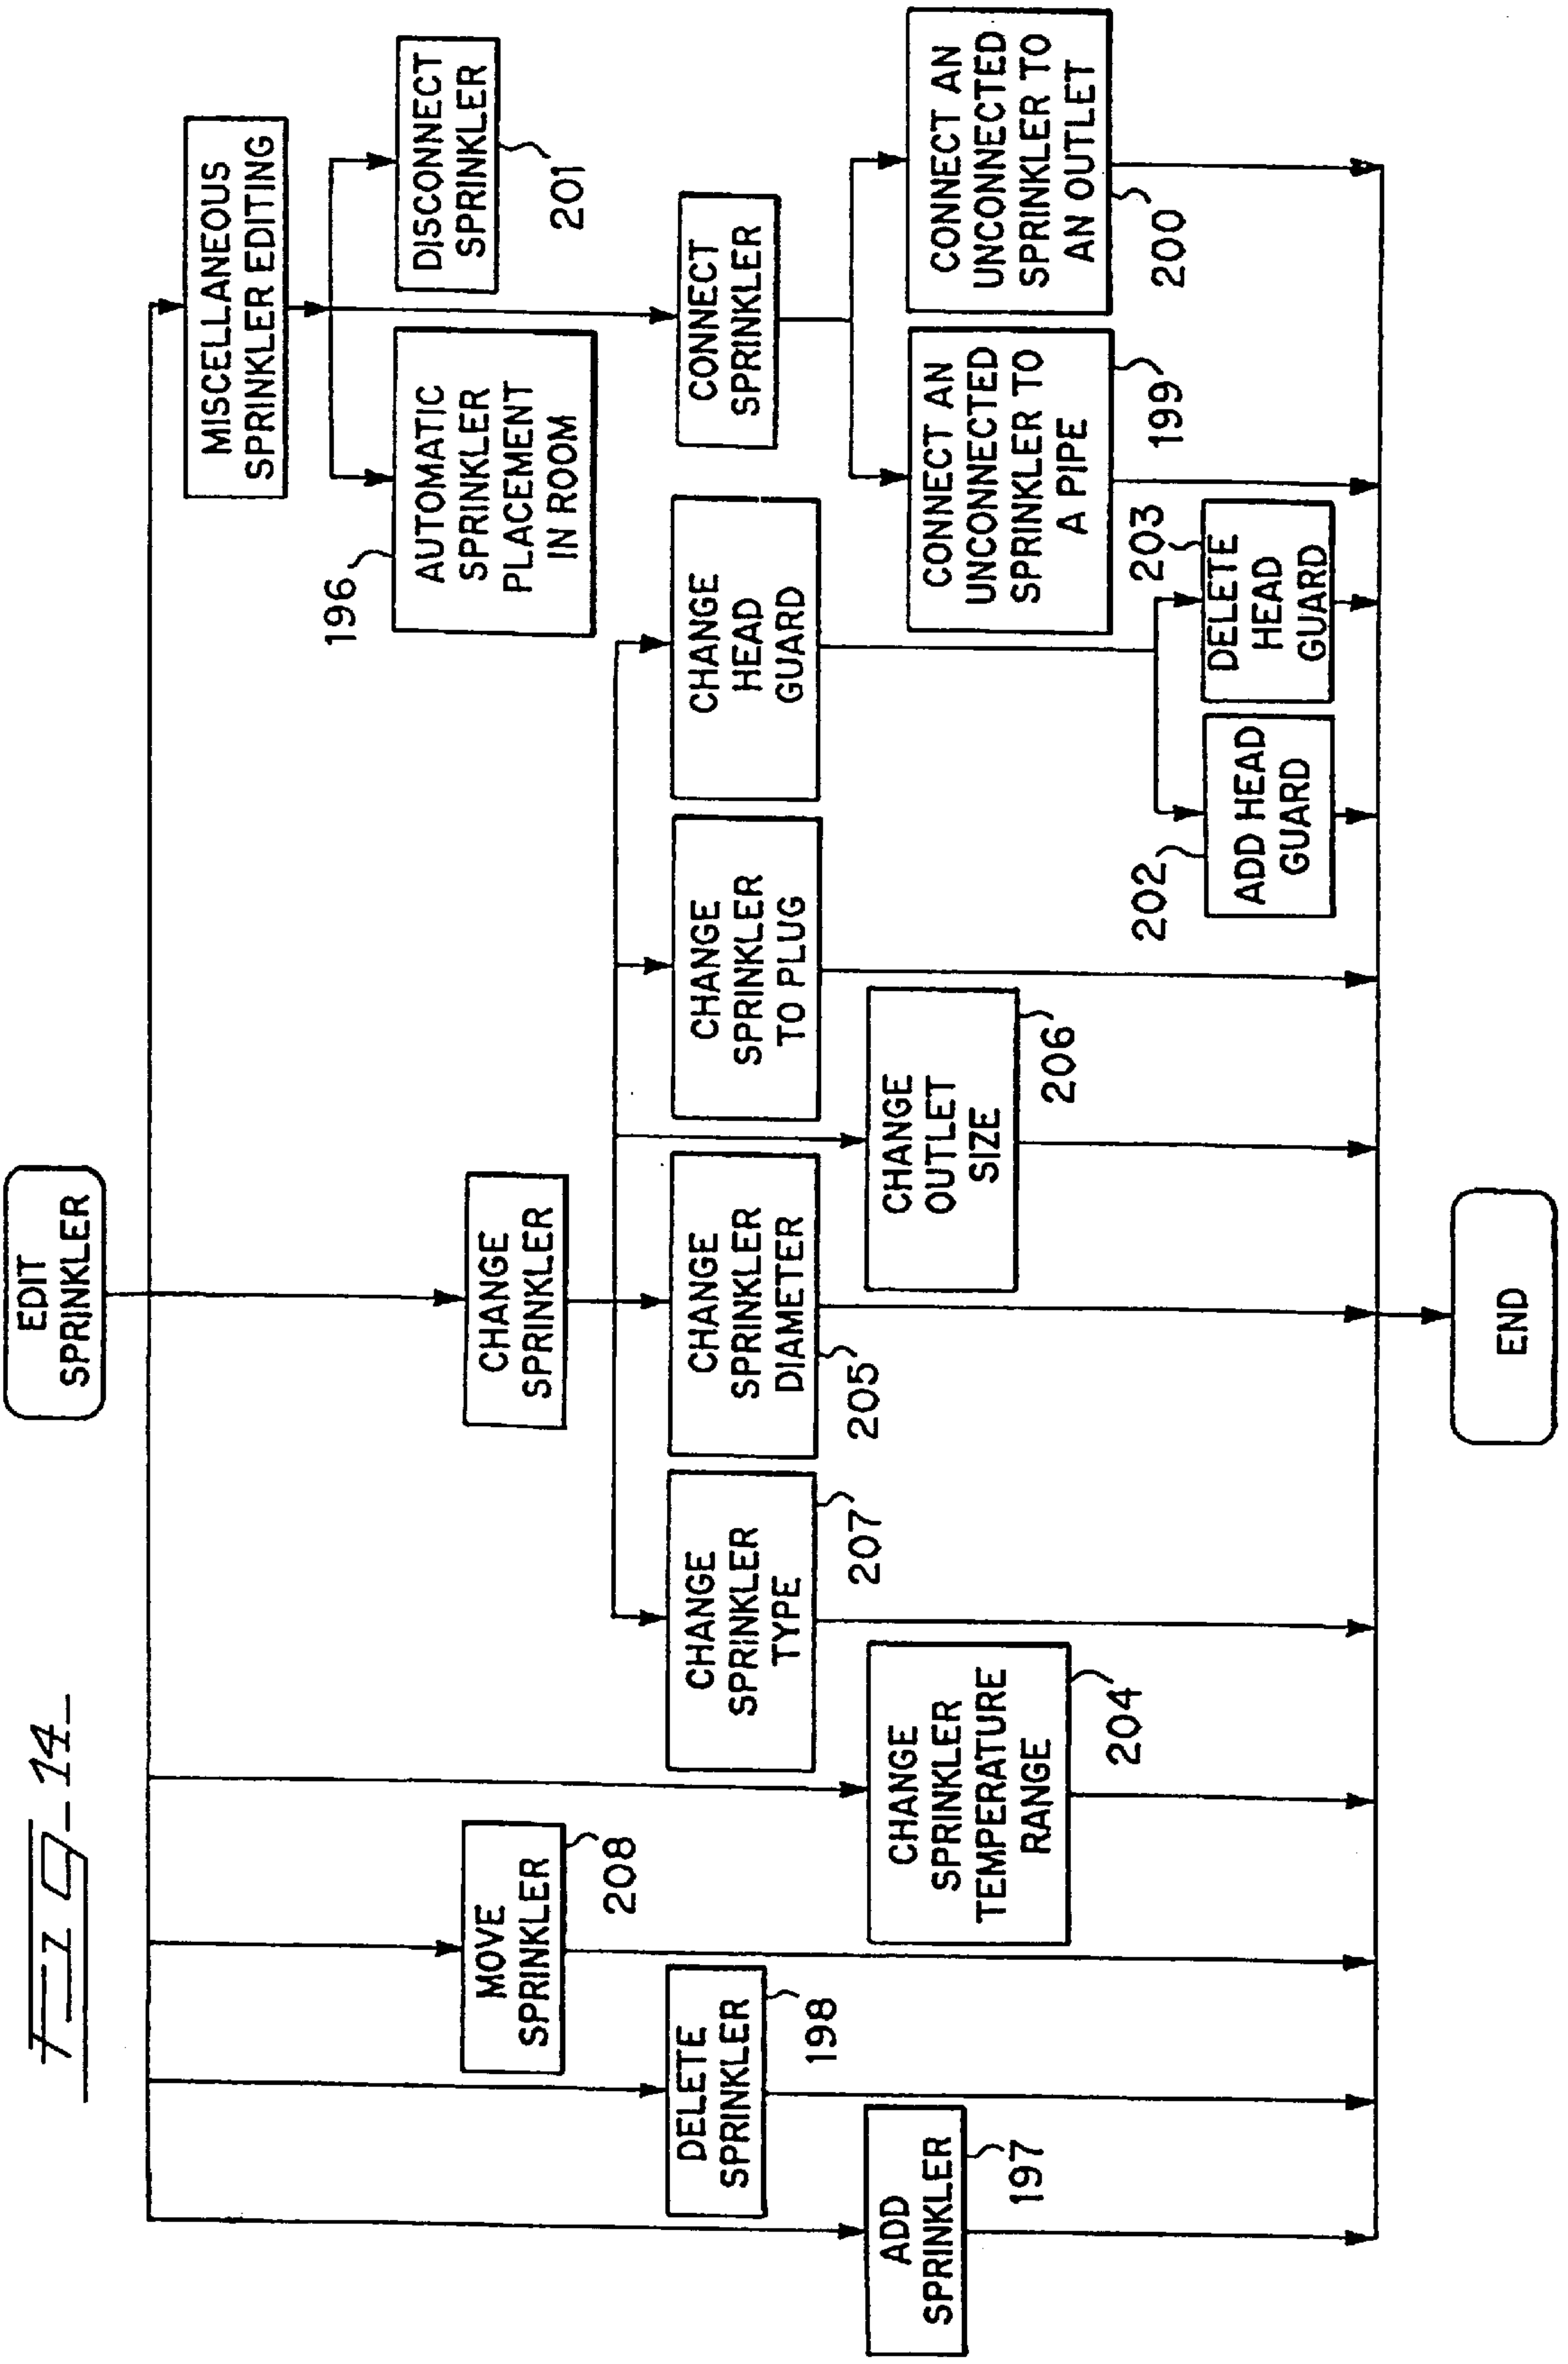 Fig-14-
EDIT
SPRINKLER
MISCELLANEOUS
SPRINKLER EDITING
AUTOMATIC
SPRINKLER
PLACEMENT
IN ROOM
196
DISCONNECT
SPRINKLER
201
MOVE
SPRINKLER
208
CHANGE
SPRINKLER
DELETE
SPRINKLER
198
CHANGE
SPRINKLER
TYPE
207
CHANGE
SPRINKLER
DIAMETER
205
CHANGE
SPRINKLER
TO PLUG
CHANGE
HEAD
GUARD
CONNECT
SPRINKLER
ADD
SPRINKLER
197
CHANGE
SPRINKLER
TEMPERATURE
RANGE
204
CHANGE
OUTLET
SIZE
206
CONNECT AN
UNCONNECTED
SPRINKLER TO
A PIPE
199
CONNECT AN
UNCONNECTED
SPRINKLER TO
AN OUTLET
200
202
ADD HEAD
GUARD
203
DELETE
HEAD
GUARD
END